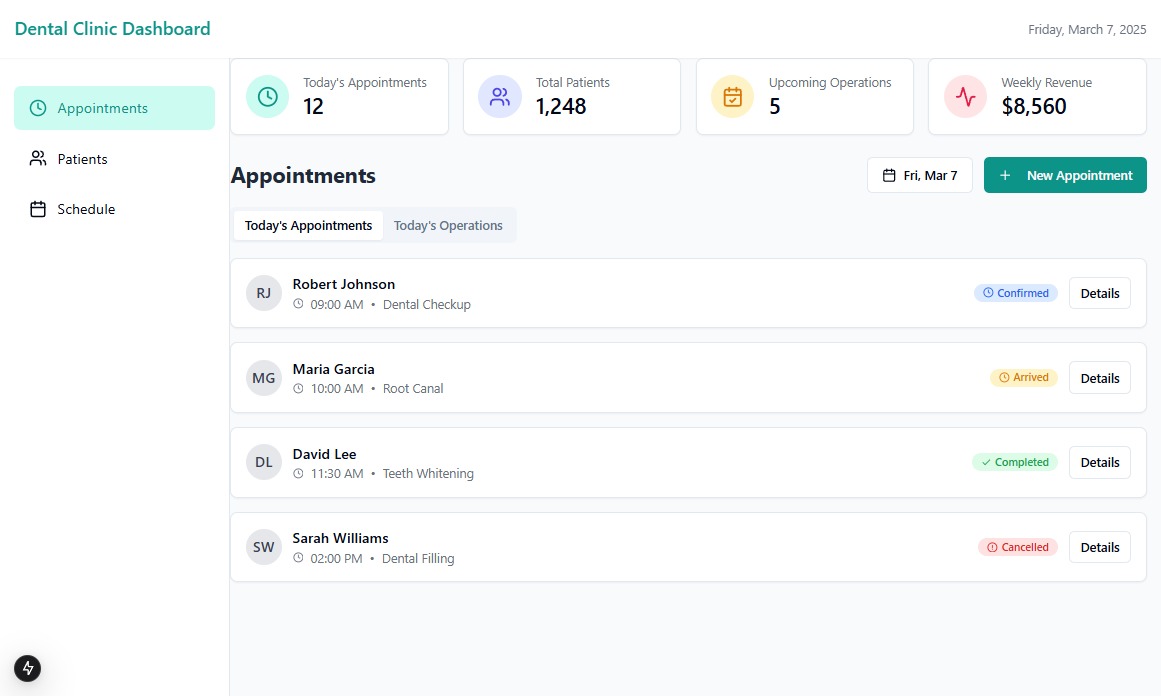 Dental Clinic Dashboard
Friday, March 7, 2025
Appointments
Patients
Schedule
Today's Appointments
12
Total Patients
1,248
Upcoming Operations
5
Weekly Revenue
$8,560
Appointments
Fri, Mar 7
+ New Appointment
Today's Appointments
Today's Operations
RJ
Robert Johnson
09:00 AM • Dental Checkup
Confirmed
Details
MG
Maria Garcia
10:00 AM • Root Canal
Arrived
Details
DL
David Lee
11:30 AM • Teeth Whitening
Completed
Details
SW
Sarah Williams
02:00 PM • Dental Filling
Cancelled
Details